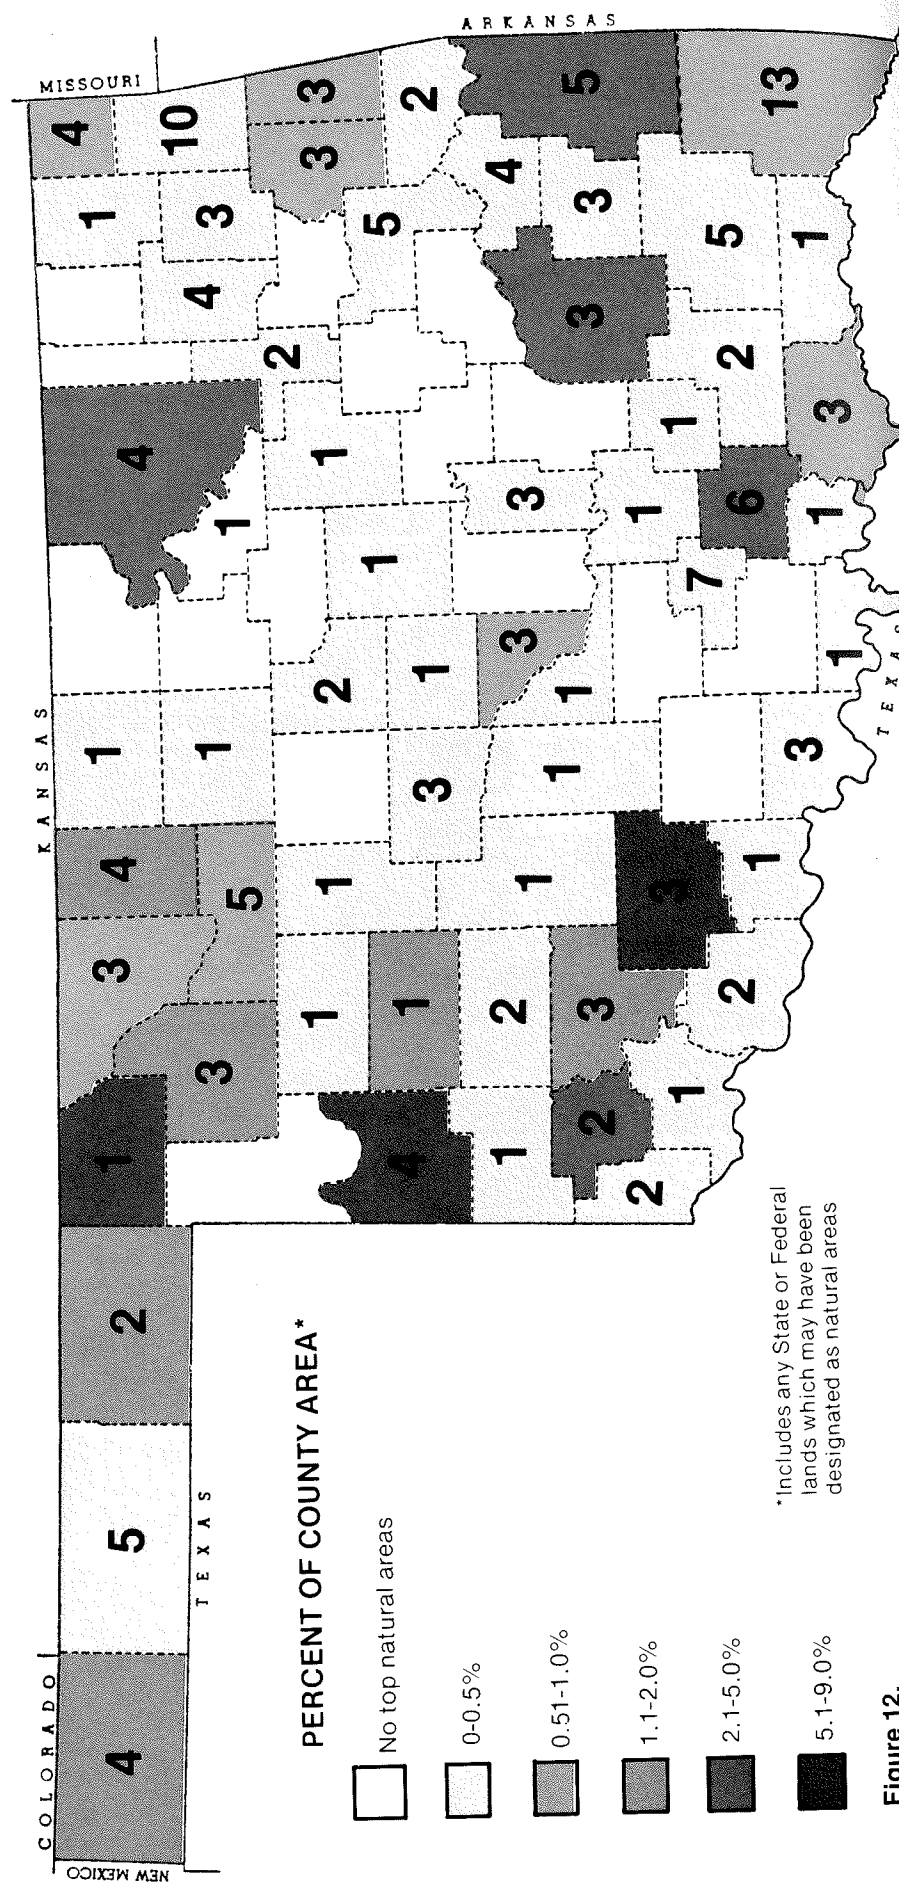 COLORADO
KANSAS
MISSOURI
4 5 2 1 3 4 1 4 1 4
NEW MEXICO
TEXAS
3 5 1 1 4 3 10
1 1 2 1 2 3 3
4 1 3 1 1 5 2
ARKANSAS
1 2 1 3 3 4
2 3 1 1 3 3 5
2 1 3 1 1
2 1 7 6 2 5 13
3 1 1 3 1
TEXAS
PERCENT OF COUNTY AREA*
No top natural areas
0-0.5%
0.51-1.0%
1.1-2.0%
2.1-5.0%
5.1-9.0%
*Includes any State or Federal
lands which may have been
designated as natural areas
Figure 12.